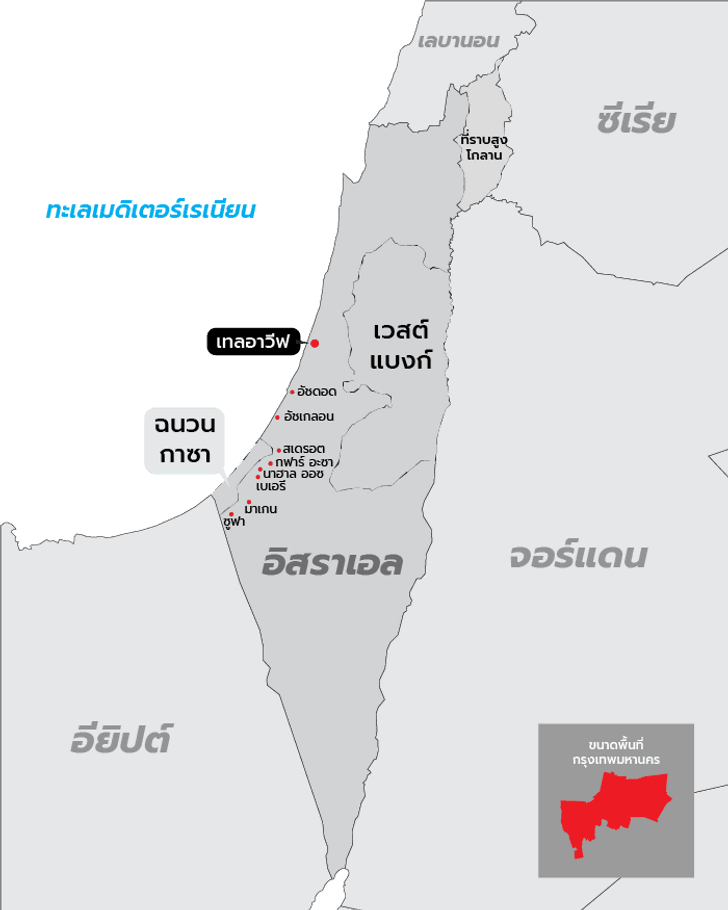 เลบานอน
ซีเรีย
ที่ราบสูง
โกลาน
ทะเลเมดิเตอร์เรเนียน
เวสต์
แบงก์
เทลอาวีฟ
อัชดอด
อัชเกลอน
ฉนวน
กาซา
สเดรอต
กฟาร์ อะซา
นาฮาล ออซ
เบเอรี
มาเกน
ซูฟา
อิสราเอล
จอร์แดน
อียิปต์
ขนาดพื้นที่
กรุงเทพมหานคร